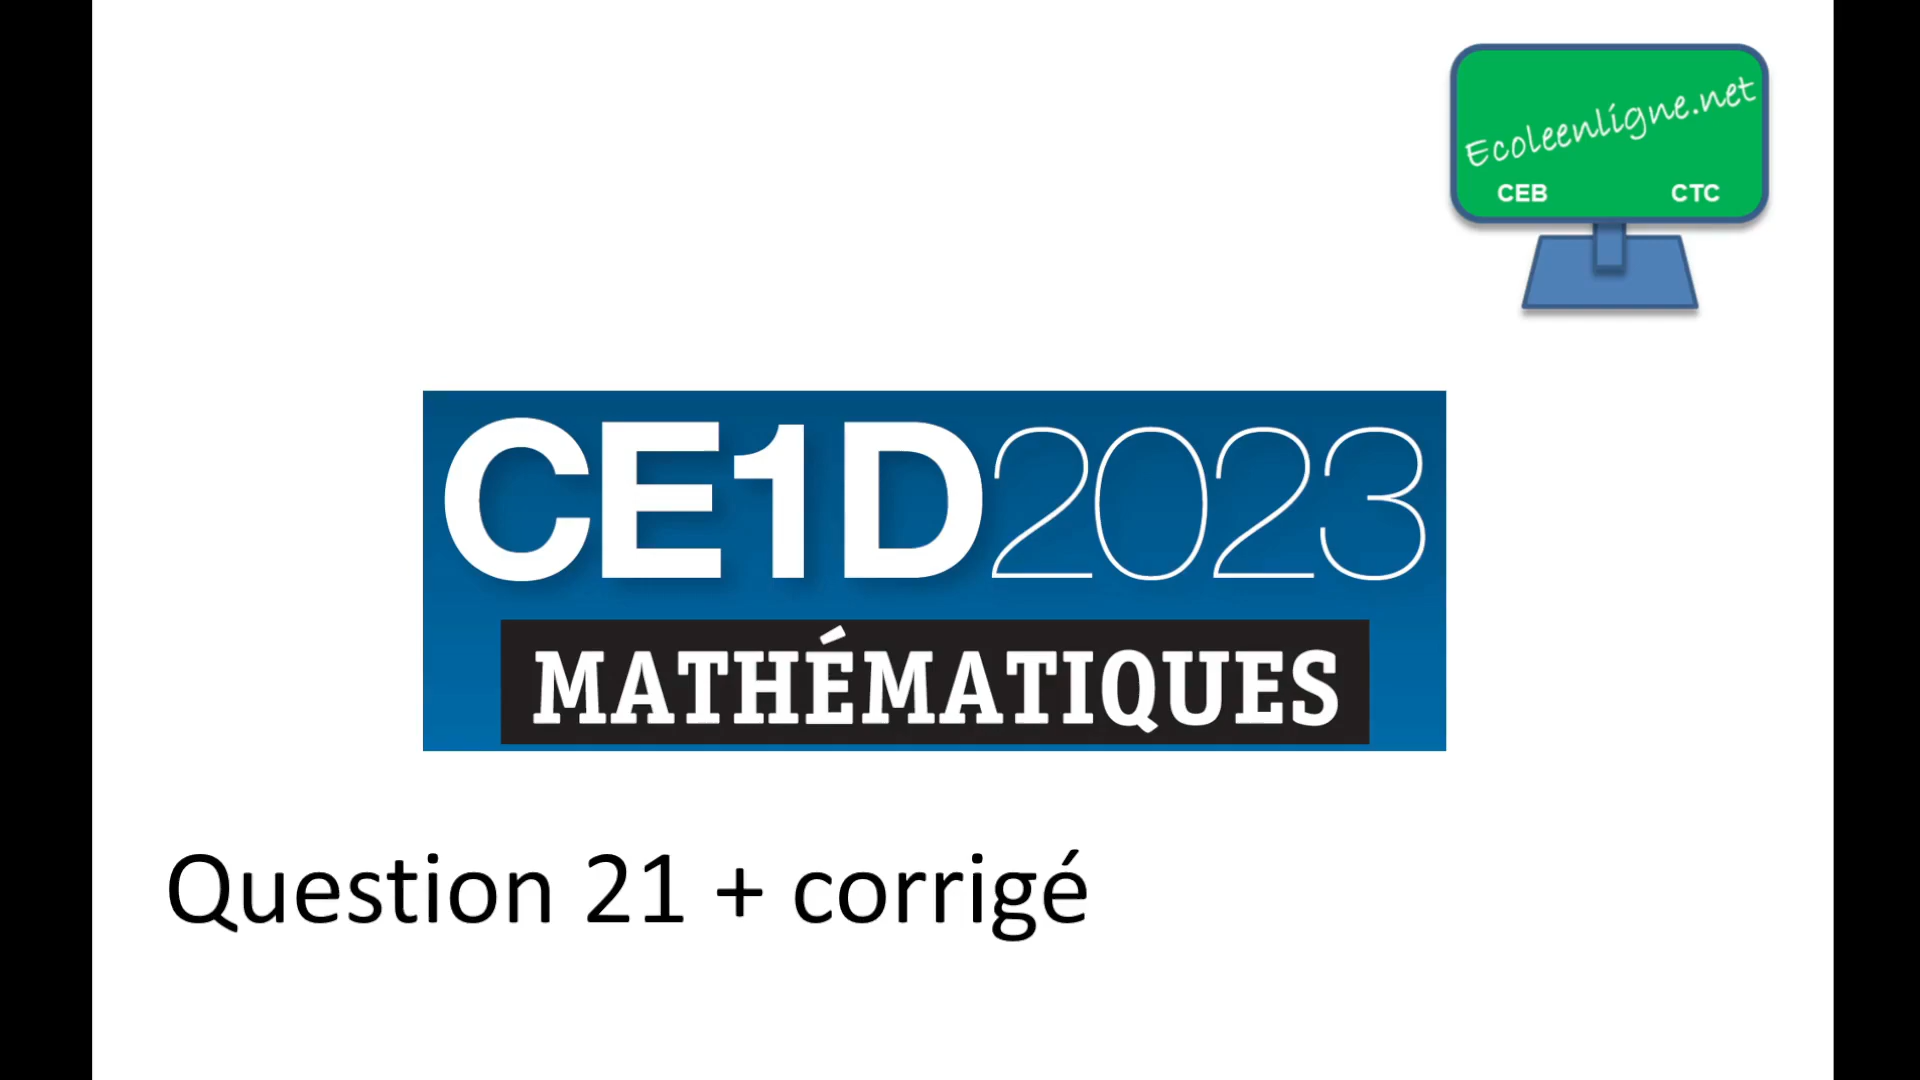 Ecoleenligne.net
CEB CTC
CE1D2023
MATHÉMATIQUES
Question 21 + corrigé